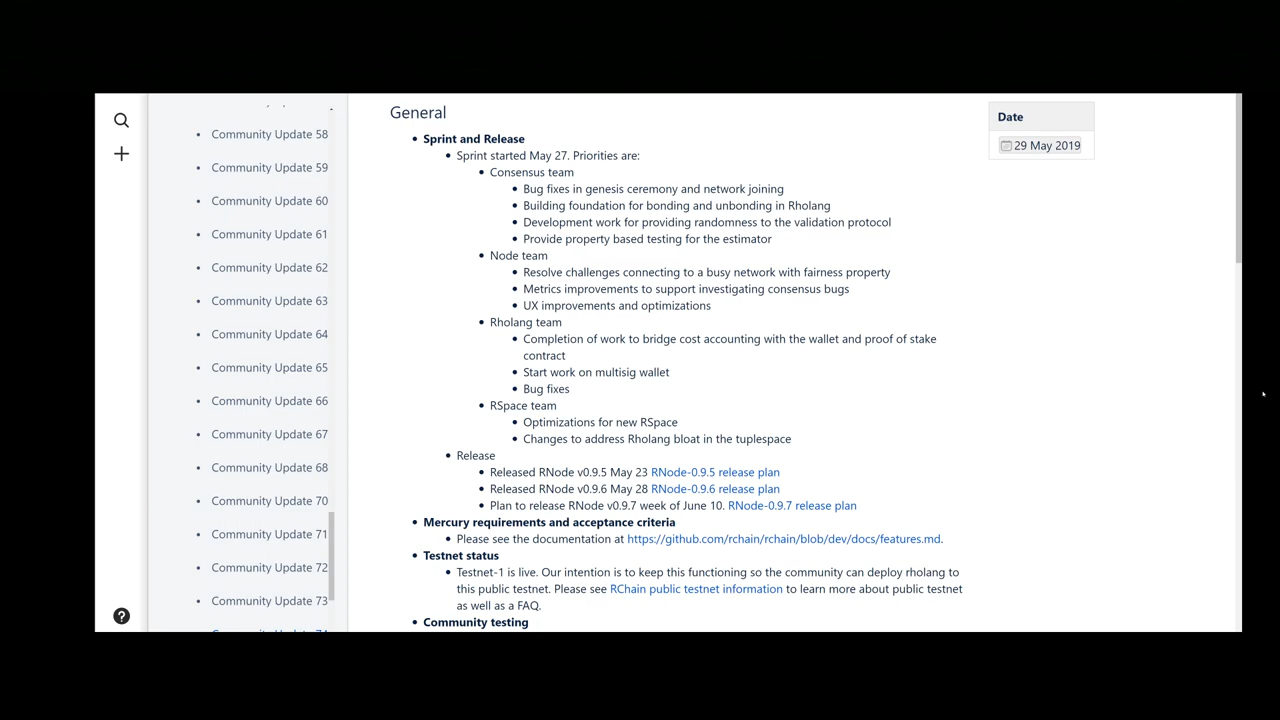 Community Update 58
Community Update 59
Community Update 60
Community Update 61
Community Update 62
Community Update 63
Community Update 64
Community Update 65
Community Update 66
Community Update 67
Community Update 68
Community Update 70
Community Update 71
Community Update 72
Community Update 73
General
• Sprint and Release
• Sprint started May 27. Priorities are:
• Consensus team
• Bug fixes in genesis ceremony and network joining
• Building foundation for bonding and unbonding in Rholang
• Development work for providing randomness to the validation protocol
• Provide property based testing for the estimator
• Node team
• Resolve challenges connecting to a busy network with fairness property
• Metrics improvements to support investigating consensus bugs
• UX improvements and optimizations
• Rholang team
• Completion of work to bridge cost accounting with the wallet and proof of stake
contract
• Start work on multisig wallet
• Bug fixes
• RSpace team
• Optimizations for new RSpace
• Changes to address Rholang bloat in the tuplespace
• Release
• Released RNode v0.9.5 May 23 RNode-0.9.5 release plan
• Released RNode v0.9.6 May 28 RNode-0.9.6 release plan
• Plan to release RNode v0.9.7 week of June 10. RNode-0.9.7 release plan
• Mercury requirements and acceptance criteria
• Please see the documentation at https://github.com/rchain/rchain/blob/dev/docs/features.md.
• Testnet status
• Testnet-1 is live. Our intention is to keep this functioning so the community can deploy rholang to
this public testnet. Please see RChain public testnet information to learn more about public testnet
as well as a FAQ.
• Community testing
Date
29 May 2019